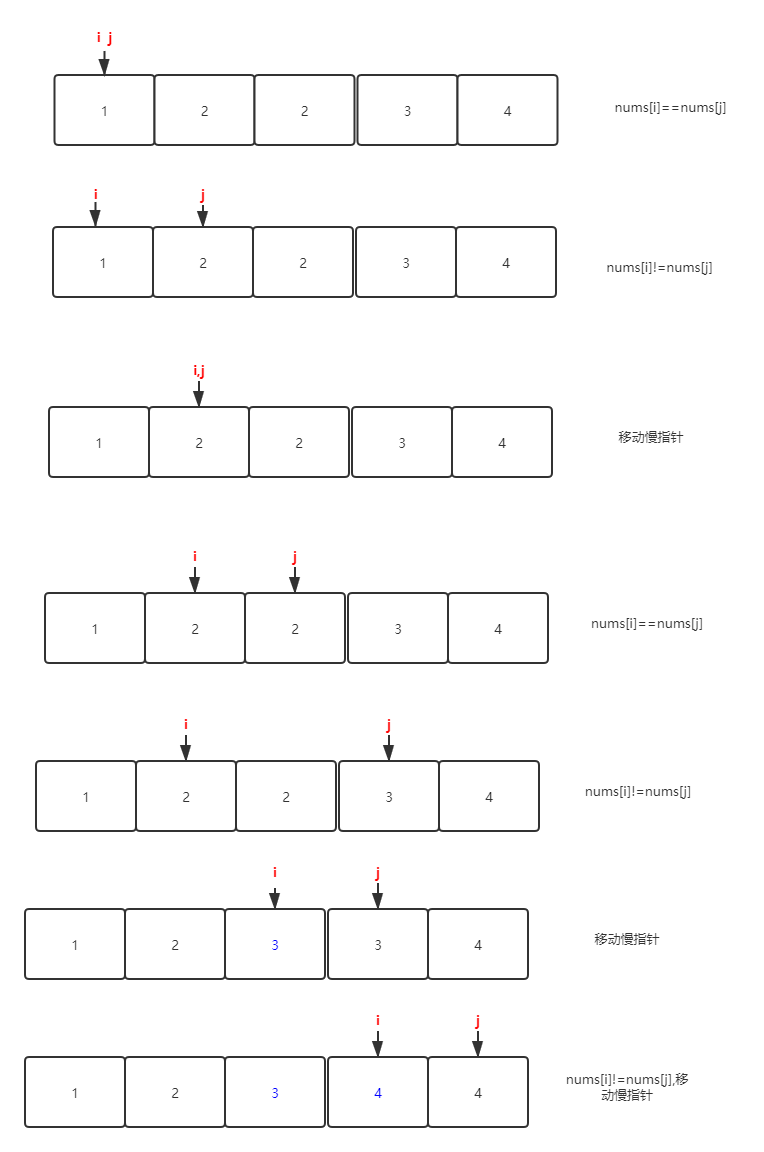 i j
1 2 2 3 4 nums[i]==nums[j]
i j
1 2 2 3 4 nums[i]!=nums[j]
i,j
1 2 2 3 4 移动慢指针
i j
1 2 2 3 4 nums[i]==nums[j]
i j
1 2 2 3 4 nums[i]!=nums[j]
i j
1 2 3 3 4 移动慢指针
i j
1 2 3 4 4 nums[i]!=nums[j],移
动慢指针